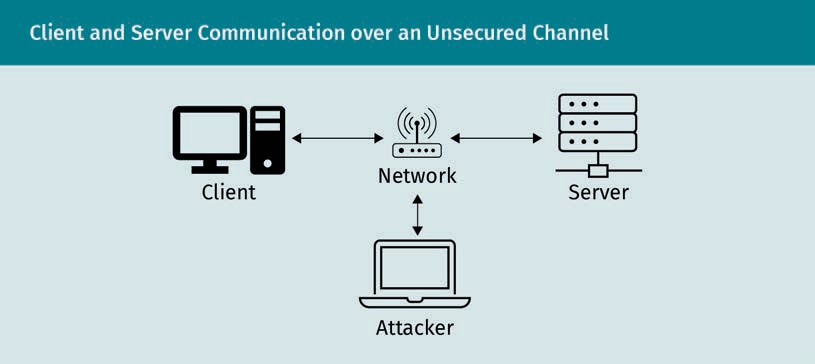 Client and Server Communication over an Unsecured Channel
Network
Client
Server
Attacker